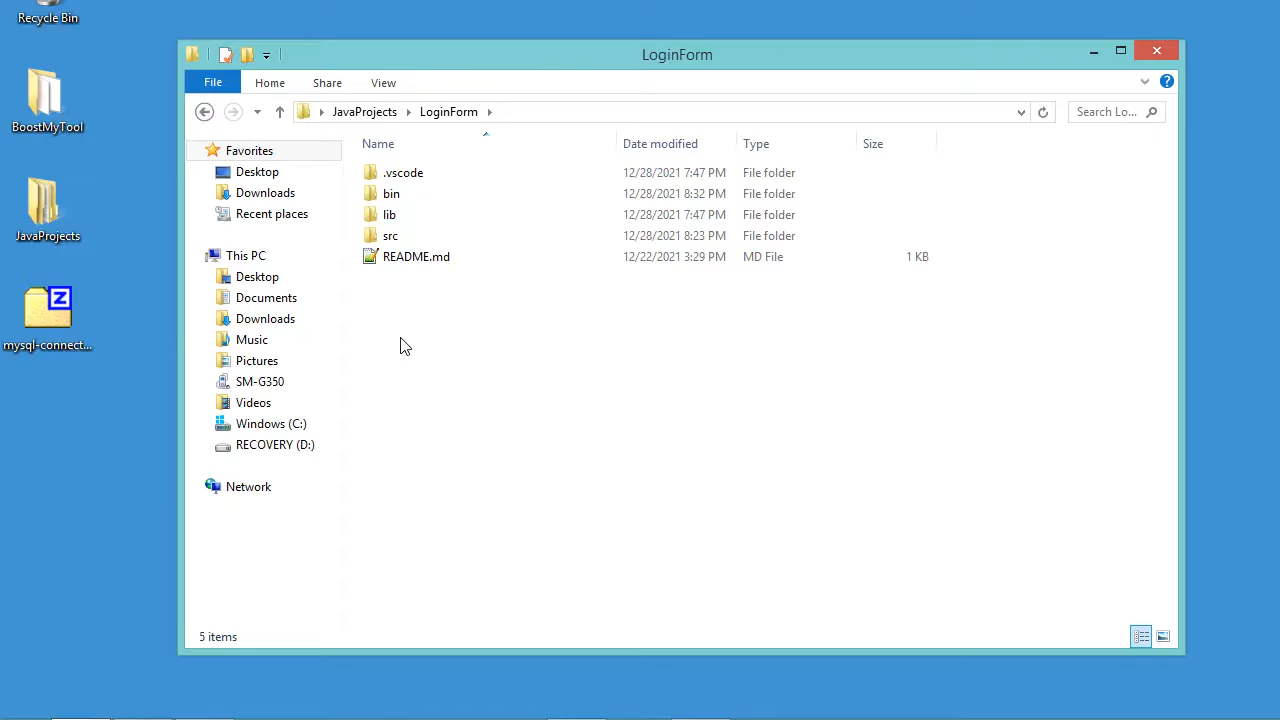 Recycle Bin
BoostMyTool
JavaProjects
mysql-connect...
LoginForm
File Home Share View
JavaProjects LoginForm Search Lo...
Name Date modified Type Size
Favorites
Desktop
Downloads
Recent places
This PC
Desktop
Documents
Downloads
Music
Pictures
SM-G350
Videos
Windows (C:)
RECOVERY (D:)
Network
.vscode 12/28/2021 7:47 PM File folder
bin 12/28/2021 8:32 PM File folder
lib 12/28/2021 7:47 PM File folder
src 12/28/2021 8:23 PM File folder
README.md 12/22/2021 3:29 PM MD File 1 KB
5 items